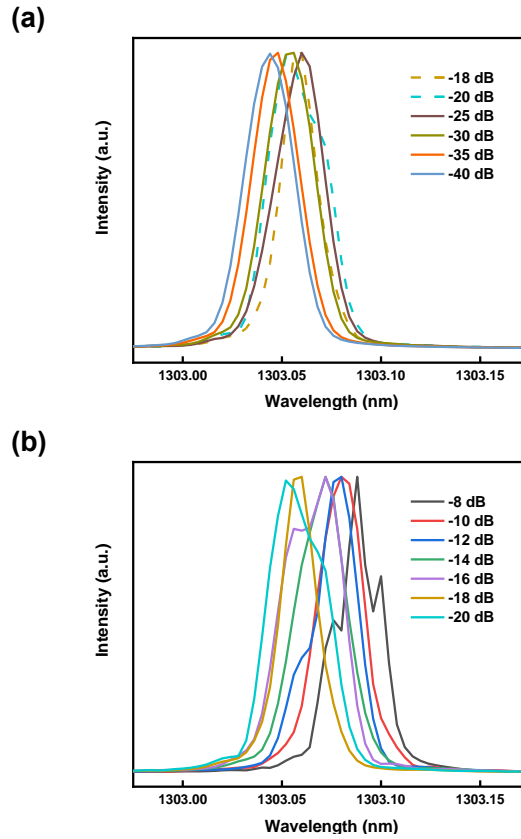 (a)
Intensity (a.u.)
-18 dB
-20 dB
-25 dB
-30 dB
-35 dB
-40 dB
1303.00 1303.05 1303.10 1303.15
Wavelength (nm)
(b)
Intensity (a.u.)
-8 dB
-10 dB
-12 dB
-14 dB
-16 dB
-18 dB
-20 dB
1303.00 1303.05 1303.10 1303.15
Wavelength (nm)